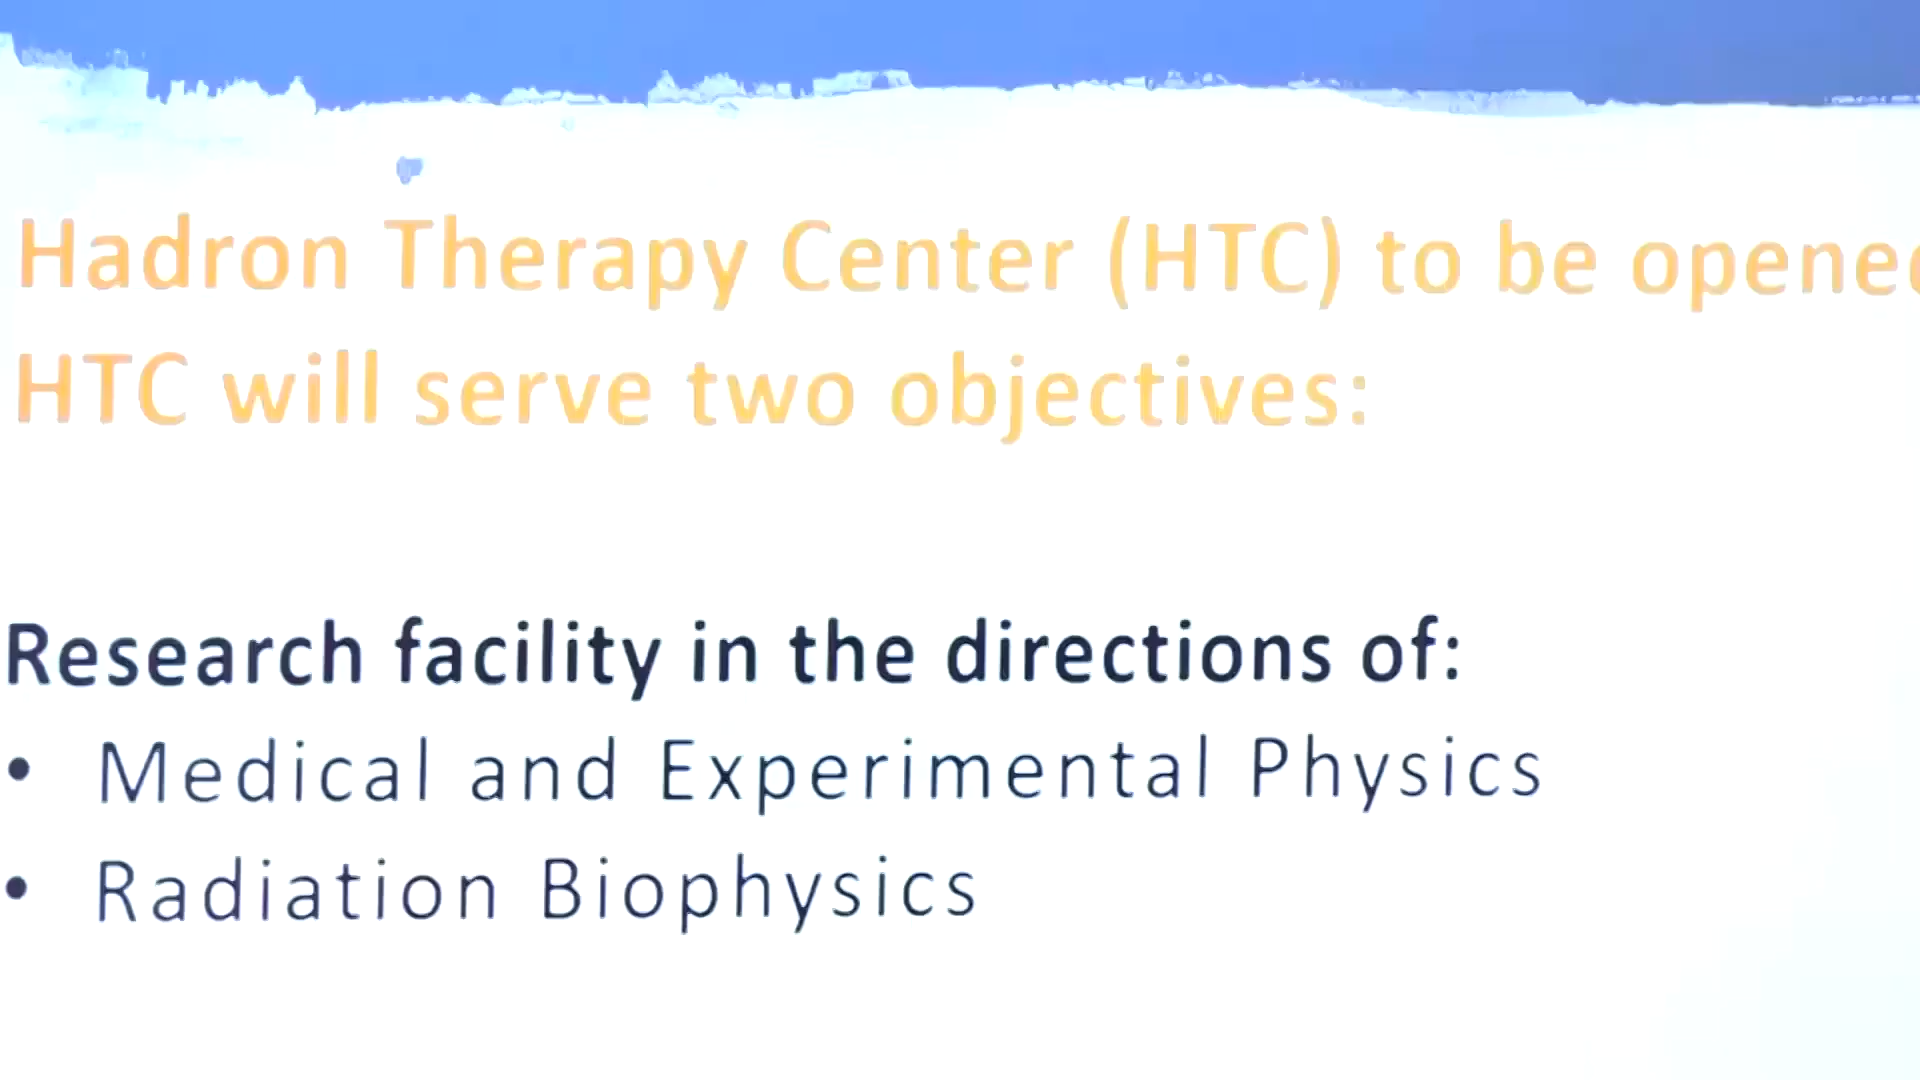 Hadron Therapy Center (HTC) to be opened
HTC will serve two objectives:
Research facility in the directions of:
• Medical and Experimental Physics
• Radiation Biophysics